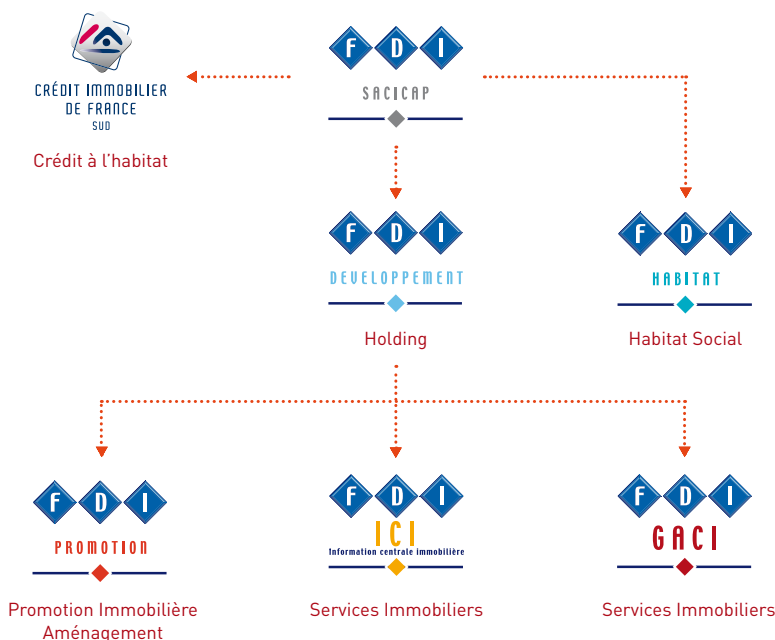 CRÉDIT IMMOBILIER
DE FRANCE
SUD
Crédit à l'habitat
F D I
SACICAP
F D I
DEVELOPPEMENT
Holding
F D I
HABITAT
Habitat Social
F D I
PROMOTION
Promotion Immobilière
Aménagement
F D I
ICI
Information centrale immobilière
Services Immobiliers
F D I
GACI
Services Immobiliers